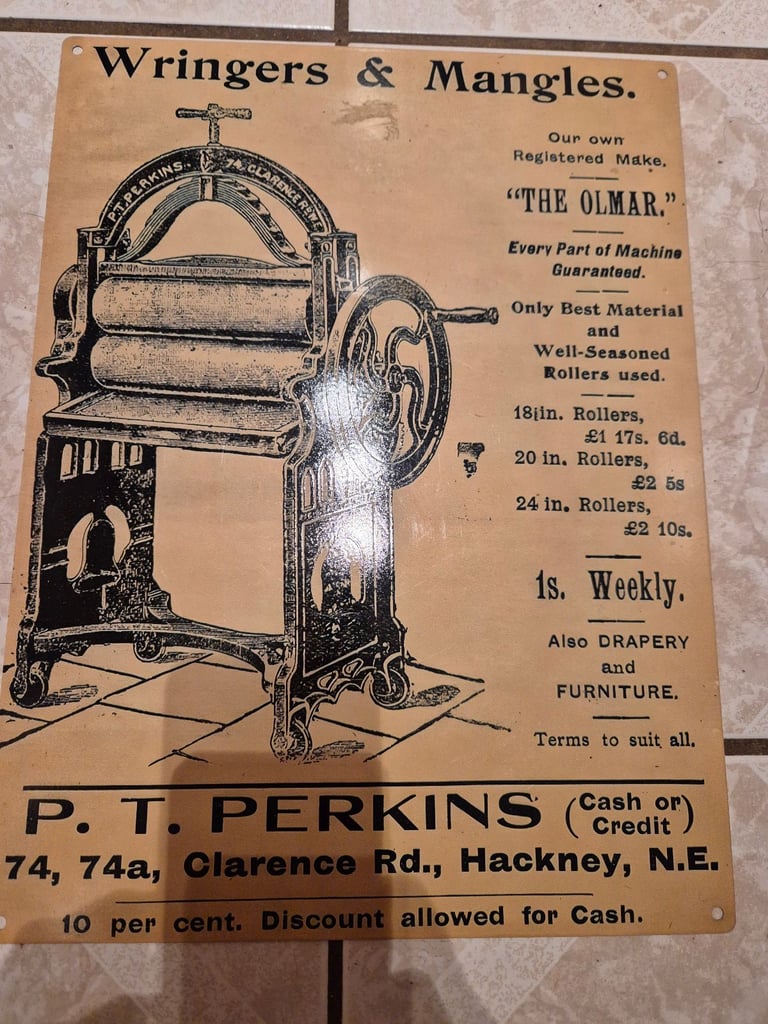 Wringers & Mangles.
P.T. PERKINS.
74, CLARENCE RD N.E
Our own
Registered Make.
"THE OLMAR."
Every Part of Machine
Guaranteed.
Only Best Material
and
Well-Seasoned
Rollers used.
18in. Rollers,
£1 17s. 6d.
20 in. Rollers,
£2 5s
24 in. Rollers,
£2 10s.
1s. Weekly.
Also DRAPERY
and
FURNITURE.
Terms to suit all.
P. T. PERKINS (Cash or Credit)
74, 74a, Clarence Rd., Hackney, N.E.
10 per cent. Discount allowed for Cash.